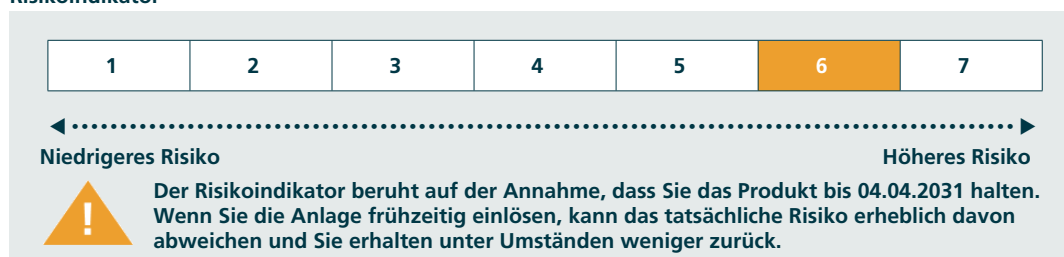 Risikoindikator
1 2 3 4 5 6 7
Niedrigeres Risiko Höheres Risiko
! Der Risikoindikator beruht auf der Annahme, dass Sie das Produkt bis 04.04.2031 halten.
Wenn Sie die Anlage frühzeitig einlösen, kann das tatsächliche Risiko erheblich davon
abweichen und Sie erhalten unter Umständen weniger zurück.